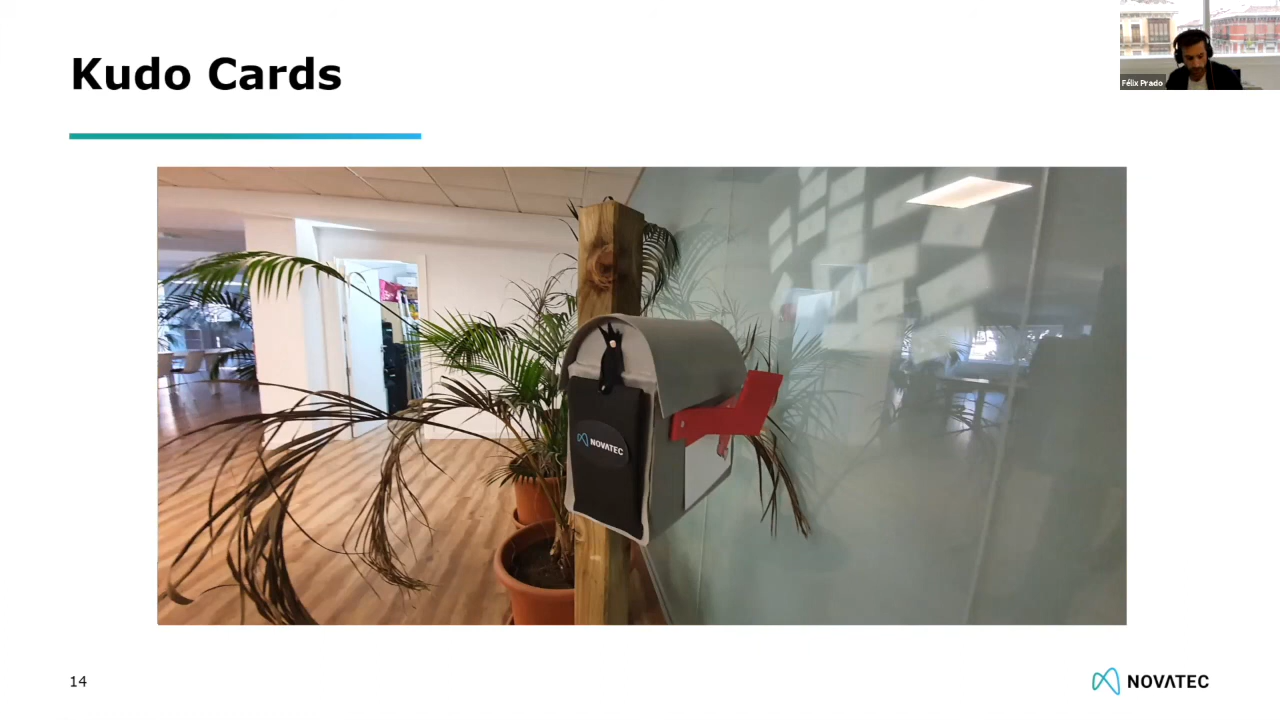 Kudo Cards
Félix Prado
NOVATEC
14
NOVATEC